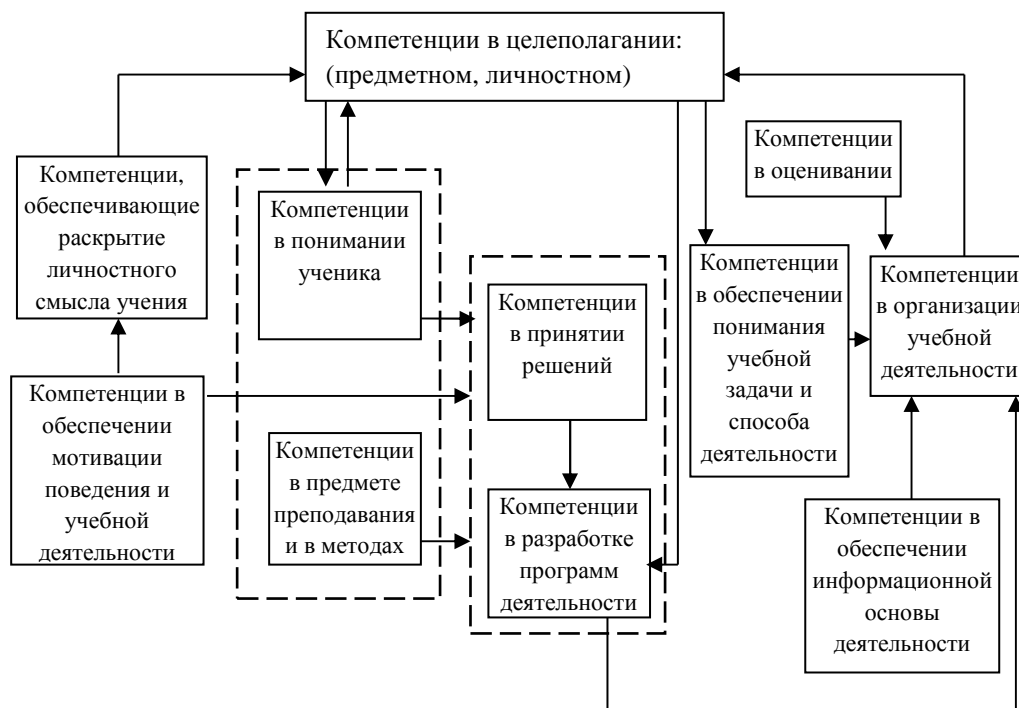 Компетенции в целеполагании:
(предметном, личностном)
Компетенции,
обеспечивающие
раскрытие
личностного
смысла учения
Компетенции
в понимании
ученика
Компетенции
в оценивании
Компетенции
в обеспечении
понимания
учебной
задачи и
способа
деятельности
Компетенции
в организации
учебной
деятельности
Компетенции
в принятии
решений
Компетенции в
обеспечении
мотивации
поведения и
учебной
деятельности
Компетенции
в предмете
преподавания
и в методах
Компетенции
в разработке
программ
деятельности
Компетенции в
обеспечении
информационной
основы
деятельности